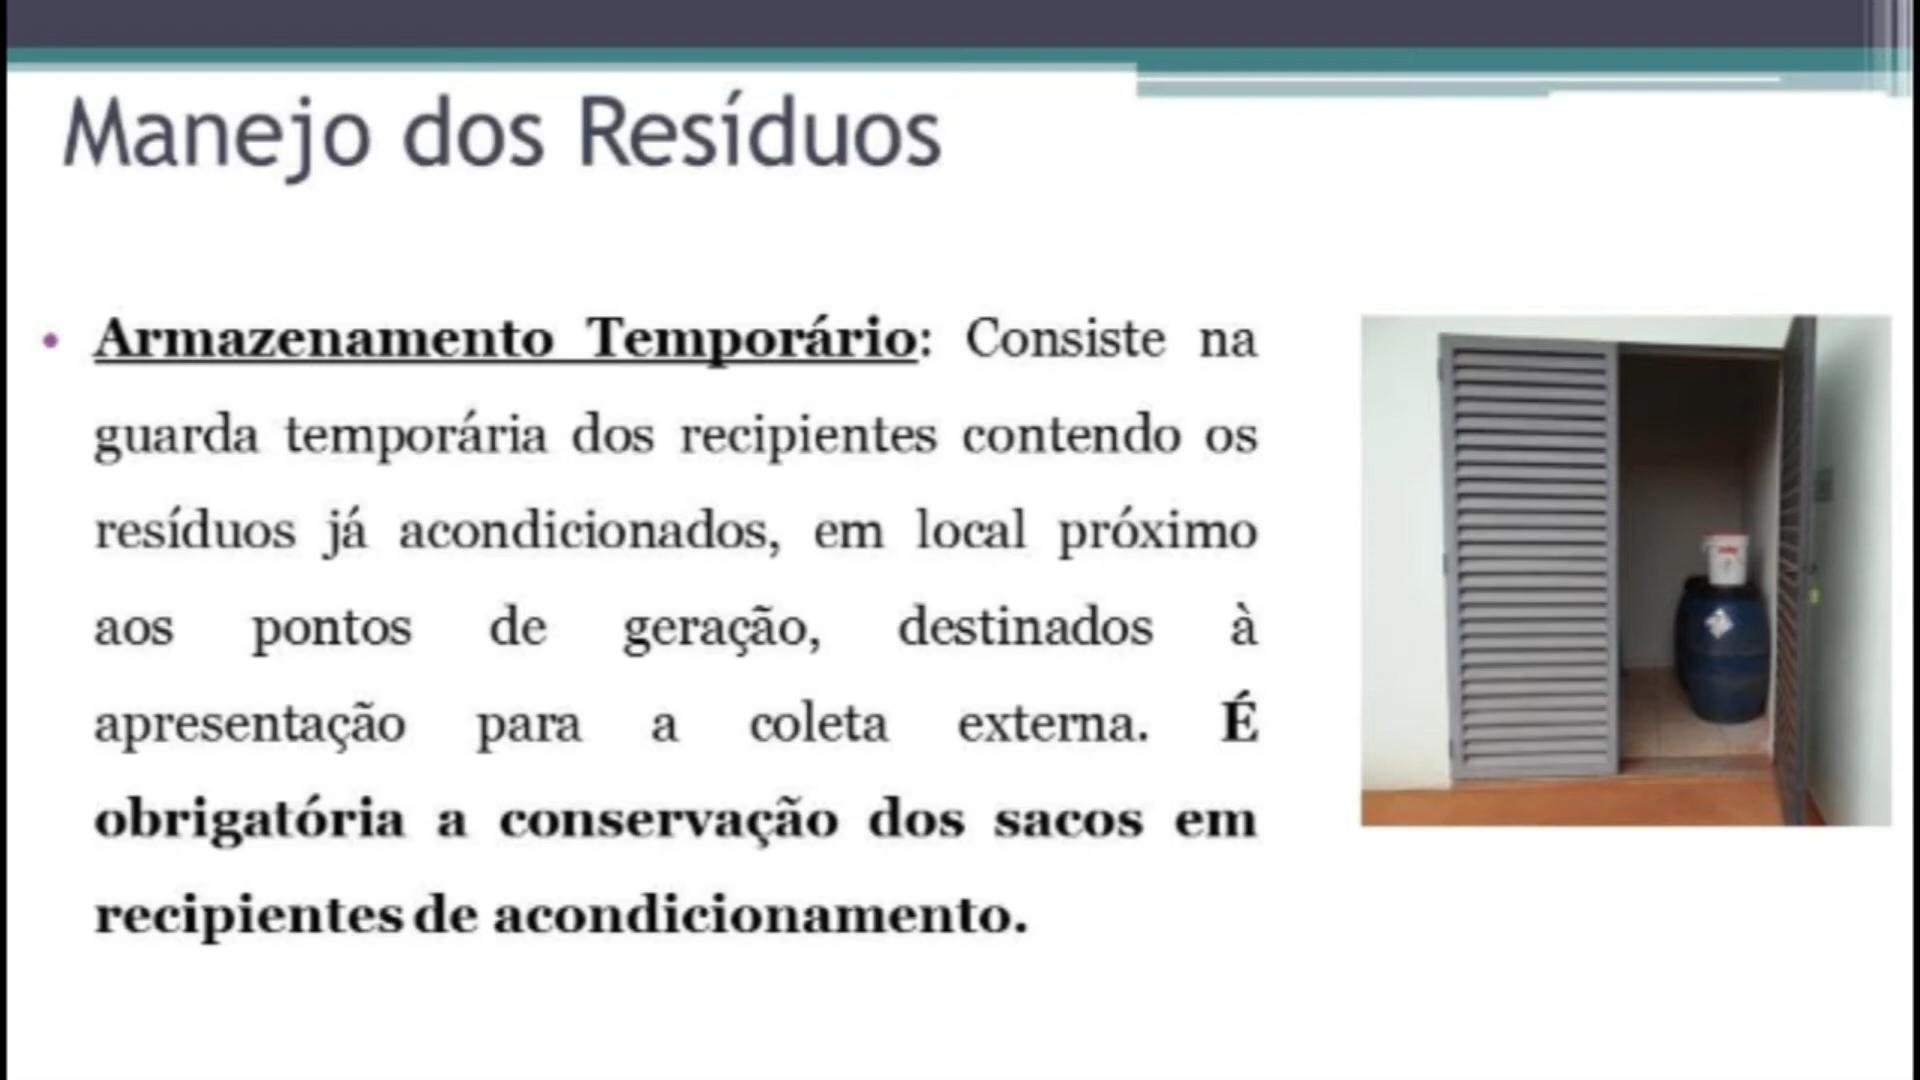 Manejo dos Resíduos
• Armazenamento Temporário: Consiste na
guarda temporária dos recipientes contendo os
resíduos já acondicionados, em local próximo
aos pontos de geração, destinados à
apresentação para a coleta externa. É
obrigatória a conservação dos sacos em
recipientes de acondicionamento.